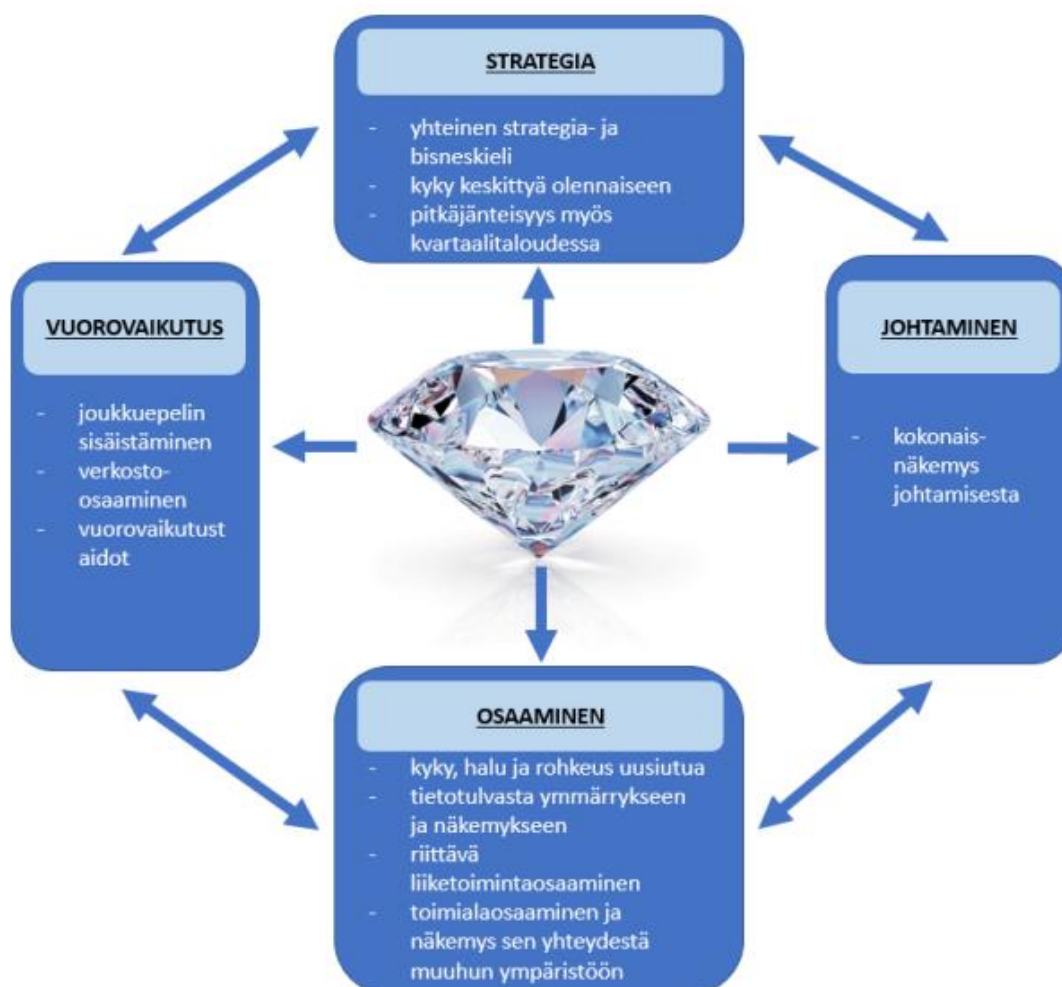 STRATEGIA
- yhteinen strategia- ja
bisneskieli
- kyky keskittyä olennaiseen
- pitkäjänteisyys myös
kvartaalitaloudessa
VUOROVAIKUTUS
- joukkuepelin
sisäistäminen
- verkosto-
osaaminen
- vuorovaikutust
aidot
JOHTAMINEN
- kokonais-
näkemys
johtamisesta
OSAAMINEN
- kyky, halu ja rohkeus uusiutua
- tietotulvasta ymmärrykseen
ja näkemykseen
- riittävä
liiketoimintaosaaminen
- toimialaosaaminen ja
näkemys sen yhteydestä
muuhun ympäristöön